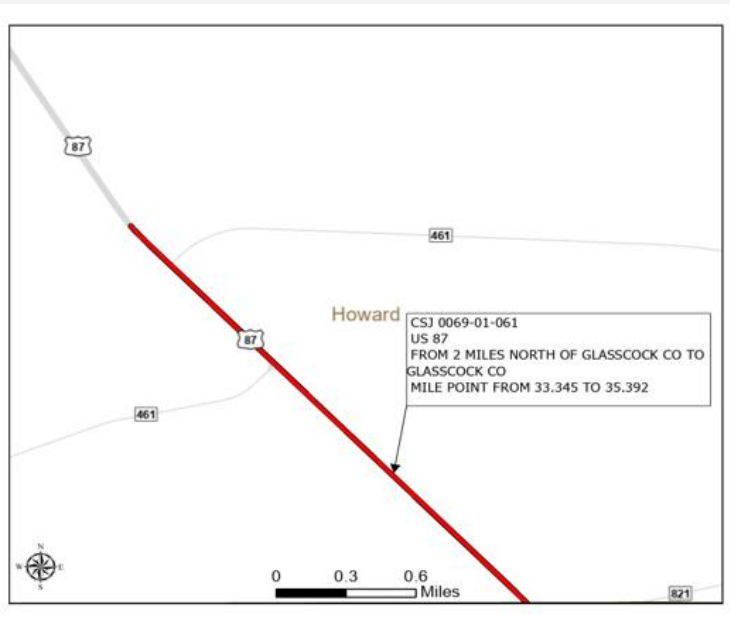 87
461
Howard
CSJ 0069-01-061
US 87
FROM 2 MILES NORTH OF GLASSCOCK CO TO
GLASSCOCK CO
MILE POINT FROM 33.345 TO 35.392
87
461
N
W E
S
0 0.3 0.6
Miles
821